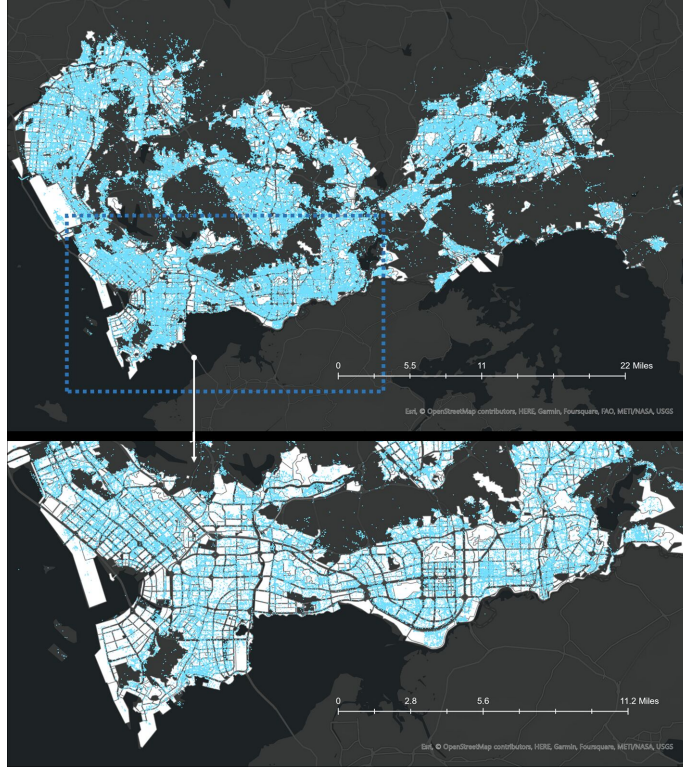 0 5.5 11 22 Miles
Esri, © OpenStreetMap contributors, HERE, Garmin, Foursquare, FAO, METI/NASA, USGS
0 2.8 5.6 11.2 Miles
Esri, © OpenStreetMap contributors, HERE, Garmin, Foursquare, METI/NASA, USGS